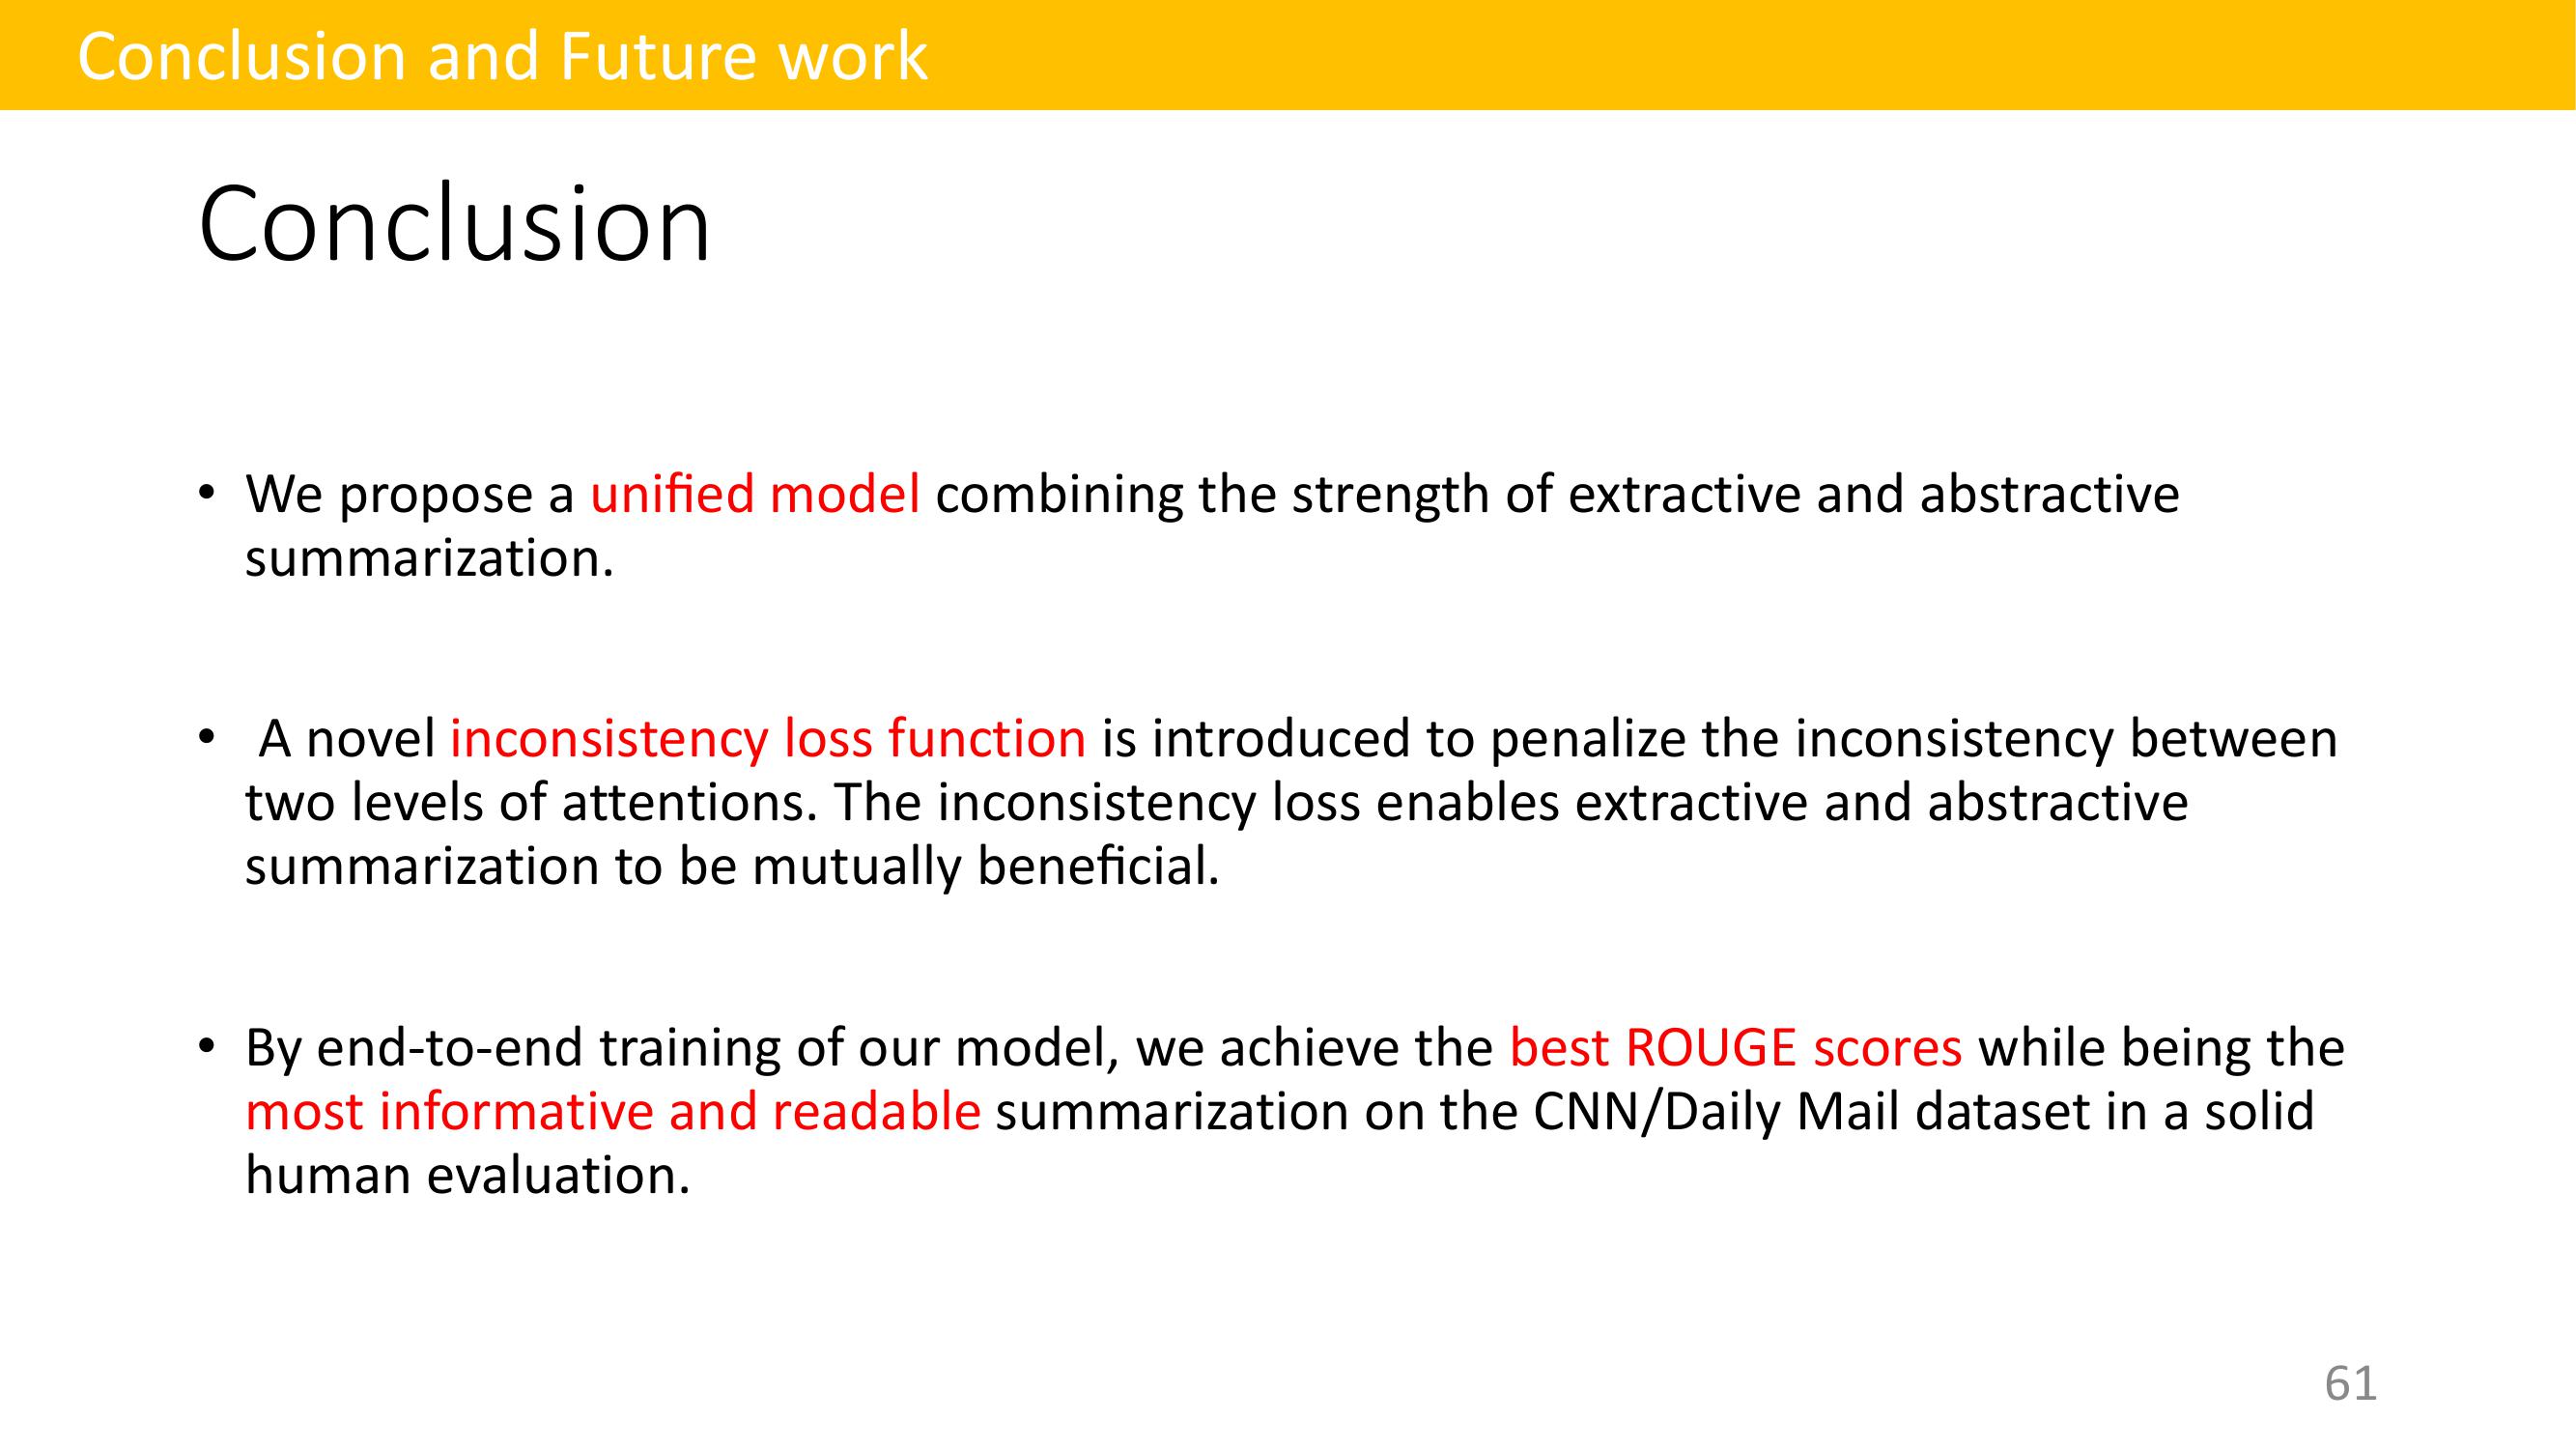 Conclusion and Future work
Conclusion
• We propose a unified model combining the strength of extractive and abstractive
summarization.
• A novel inconsistency loss function is introduced to penalize the inconsistency between
two levels of attentions. The inconsistency loss enables extractive and abstractive
summarization to be mutually beneficial.
• By end-to-end training of our model, we achieve the best ROUGE scores while being the
most informative and readable summarization on the CNN/Daily Mail dataset in a solid
human evaluation.
61